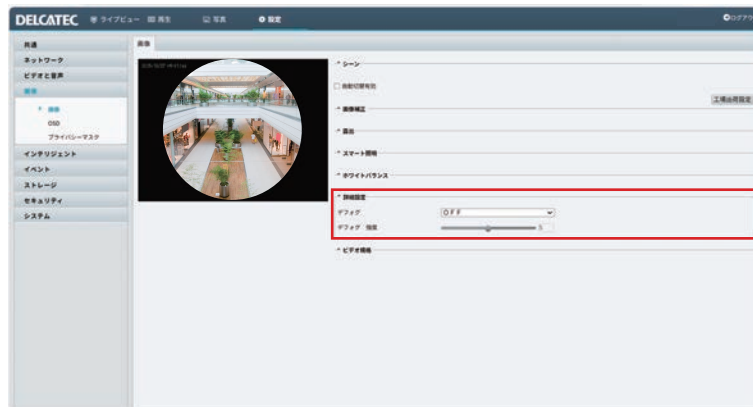 DELCATEC ライブビュー 再生 写真 設定 ログアウ
共通
ネットワーク
ビデオと音声
画像
画像
OSD
プライバシーマスク
インテリジェント
イベント
ストレージ
セキュリティ
システム
画像
シーン
自動切替有効
工場出荷設定
画像補正
露出
スマート照明
ホワイトバランス
詳細設定
デフォグ OFF
デフォグ 強度 5
ビデオ規格